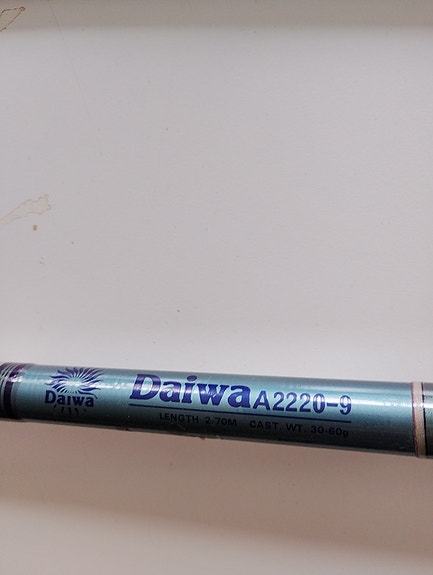 Daiwa
Daiwa A2220-9
LENGTH 2.70M CAST. WT. 30-60g